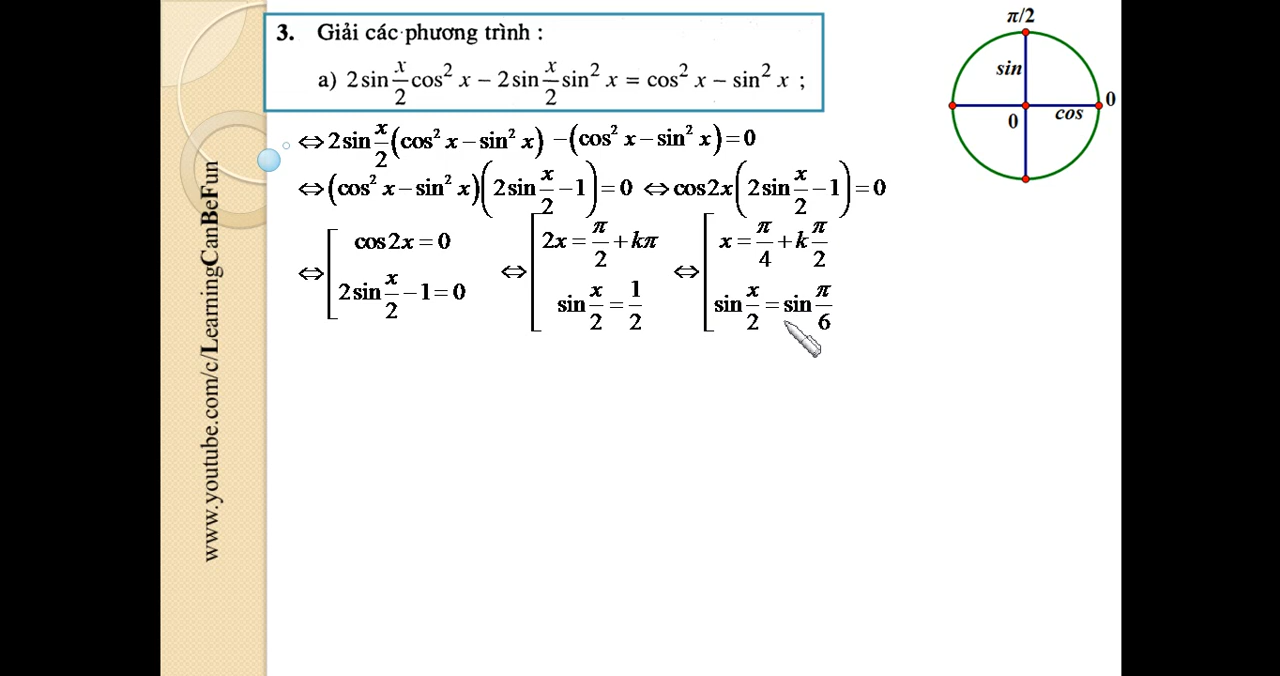 3. Giải các phương trình :
a) 2sin x/2 cos² x − 2sin x/2 sin² x = cos² x − sin² x ;
⇔ 2sin x/2 (cos² x − sin² x) − (cos² x − sin² x) = 0
⇔ (cos² x − sin² x)(2sin x/2 − 1) = 0 ⇔ cos2x(2sin x/2 − 1) = 0
⇔ [ cos2x = 0
2sin x/2 − 1 = 0
⇔ [ 2x = π/2 + kπ
sin x/2 = 1/2
⇔ [ x = π/4 + k π/2
sin x/2 = sin π/6
π/2
sin
0
0
cos
www.youtube.com/c/LearningCanBeFun